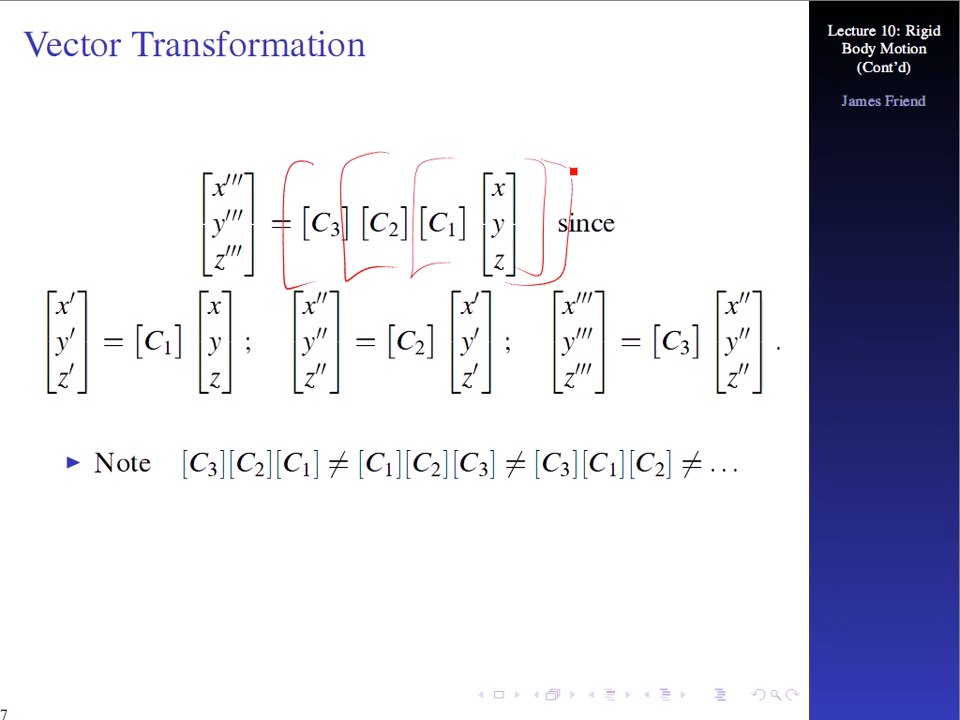 Vector Transformation
Lecture 10: Rigid
Body Motion
(Cont'd)
James Friend
[x′′′ y′′′ z′′′] = [C₃] [C₂] [C₁] [x y z] since
[x′ y′ z′] = [C₁] [x y z] ; [x′′ y′′ z′′] = [C₂] [x′ y′ z′] ; [x′′′ y′′′ z′′′] = [C₃] [x′′ y′′ z′′] .
▶ Note [C₃][C₂][C₁] ≠ [C₁][C₂][C₃] ≠ [C₃][C₁][C₂] ≠ ...
7